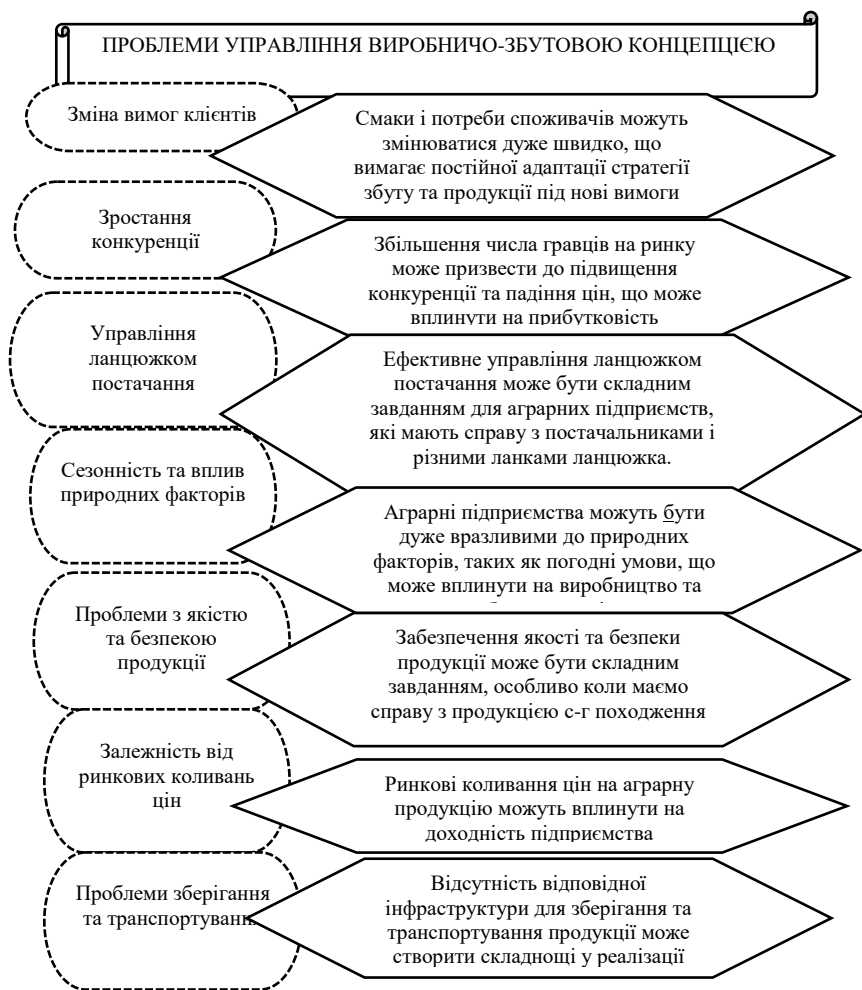 ПРОБЛЕМИ УПРАВЛІННЯ ВИРОБНИЧО-ЗБУТОВОЮ КОНЦЕПЦІЄЮ
Зміна вимог клієнтів
Смаки і потреби споживачів можуть
змінюватися дуже швидко, що
вимагає постійної адаптації стратегії
збуту та продукції під нові вимоги
Зростання
конкуренції
Збільшення числа гравців на ринку
може призвести до підвищення
конкуренції та падіння цін, що може
вплинути на прибутковість
Управління
ланцюжком
постачання
Ефективне управління ланцюжком
постачання може бути складним
завданням для аграрних підприємств,
які мають справу з постачальниками і
різними ланками ланцюжка.
Сезонність та вплив
природних факторів
Аграрні підприємства можуть бути
дуже вразливими до природних
факторів, таких як погодні умови, що
може вплинути на виробництво та
Проблеми з якістю
та безпекою
продукції
Забезпечення якості та безпеки
продукції може бути складним
завданням, особливо коли маємо
справу з продукцією с-г походження
Залежність від
ринкових коливань
цін
Ринкові коливання цін на аграрну
продукцію можуть вплинути на
доходність підприємства
Проблеми зберігання
та транспортування
Відсутність відповідної
інфраструктури для зберігання та
транспортування продукції може
створити складнощі у реалізації